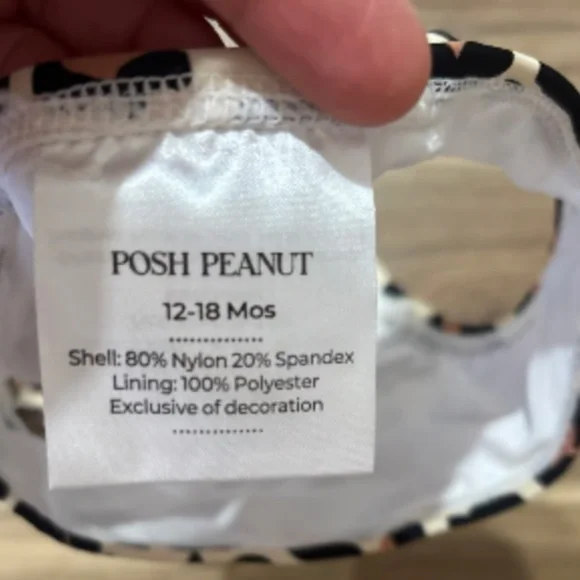 POSH PEANUT
12-18 Mos
Shell: 80% Nylon 20% Spandex
Lining: 100% Polyester
Exclusive of decoration